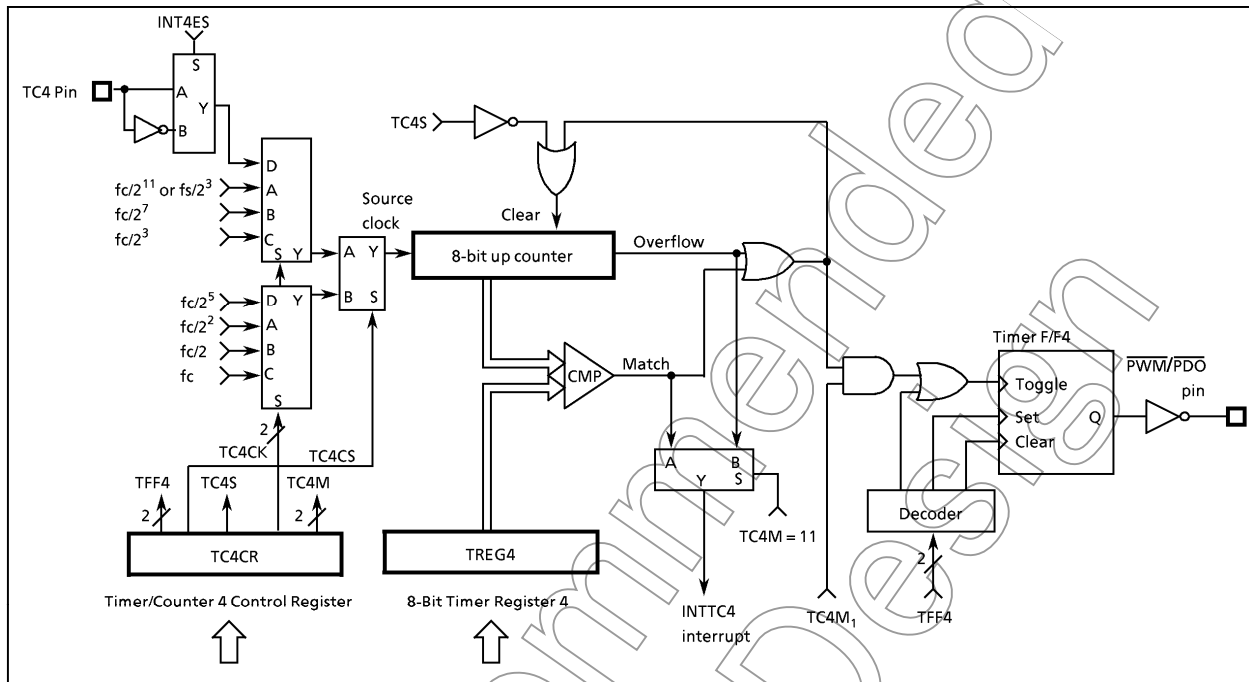 INT4ES
S
TC4 Pin
A
Y
B
TC4S
D
fc/2¹¹ or fs/2³
A
fc/2⁷
B
fc/2³
C
S Y
Source
clock
A Y
B S
Clear
8-bit up counter
Overflow
fc/2⁵
D Y
fc/2²
A
fc/2
B
fc
C
S
CMP
Match
Timer F/F4
Toggle
Set
Q
Clear
PWM/PDO
pin
2
TC4CK
TC4CS
A B
S
Y
TC4M = 11
TFF4
TC4S
TC4M
2
2
TC4CR
TREG4
Decoder
2
Timer/Counter 4 Control Register
8-Bit Timer Register 4
INTTC4
interrupt
TC4M₁
TFF4
ommended
Design